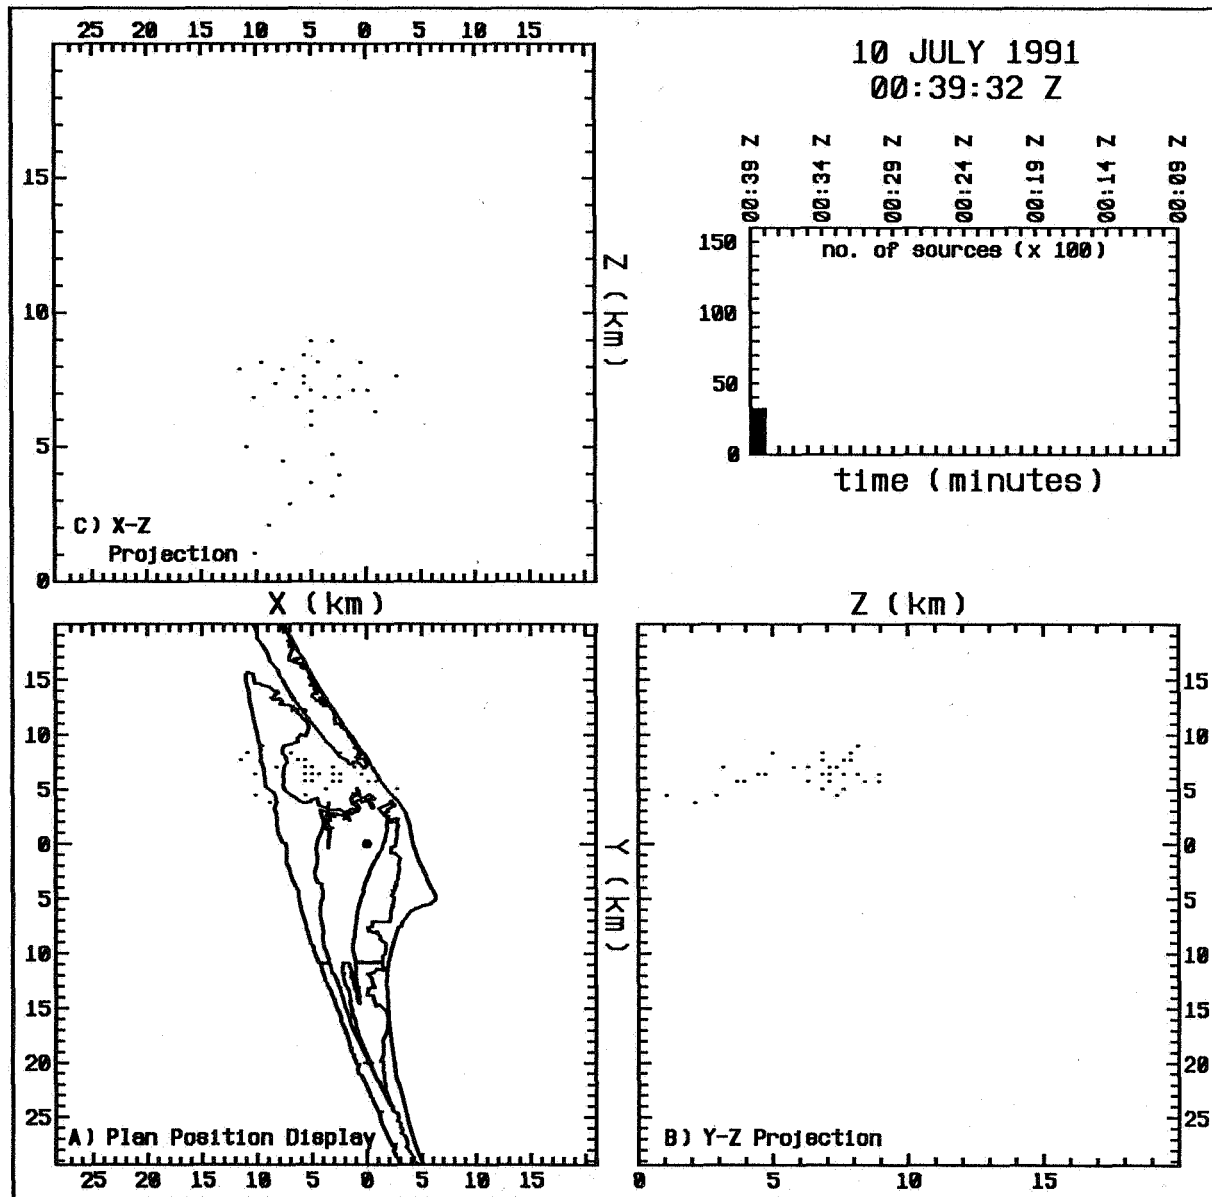 25 20 15 10 5 0 5 10 15
10 JULY 1991
00:39:32 Z
00:39 Z
00:34 Z
00:29 Z
00:24 Z
00:19 Z
00:14 Z
00:09 Z
15
10
5
0
Z (km)
C) X-Z
Projection
150
100
50
0
no. of sources (x 100)
time (minutes)
X (km)
Z (km)
15
10
5
0
5
10
15
20
25
A) Plan Position Display
25 20 15 10 5 0 5 10 15
Y (km)
B) Y-Z Projection
0 5 10 15
15
10
5
0
5
10
15
20
25